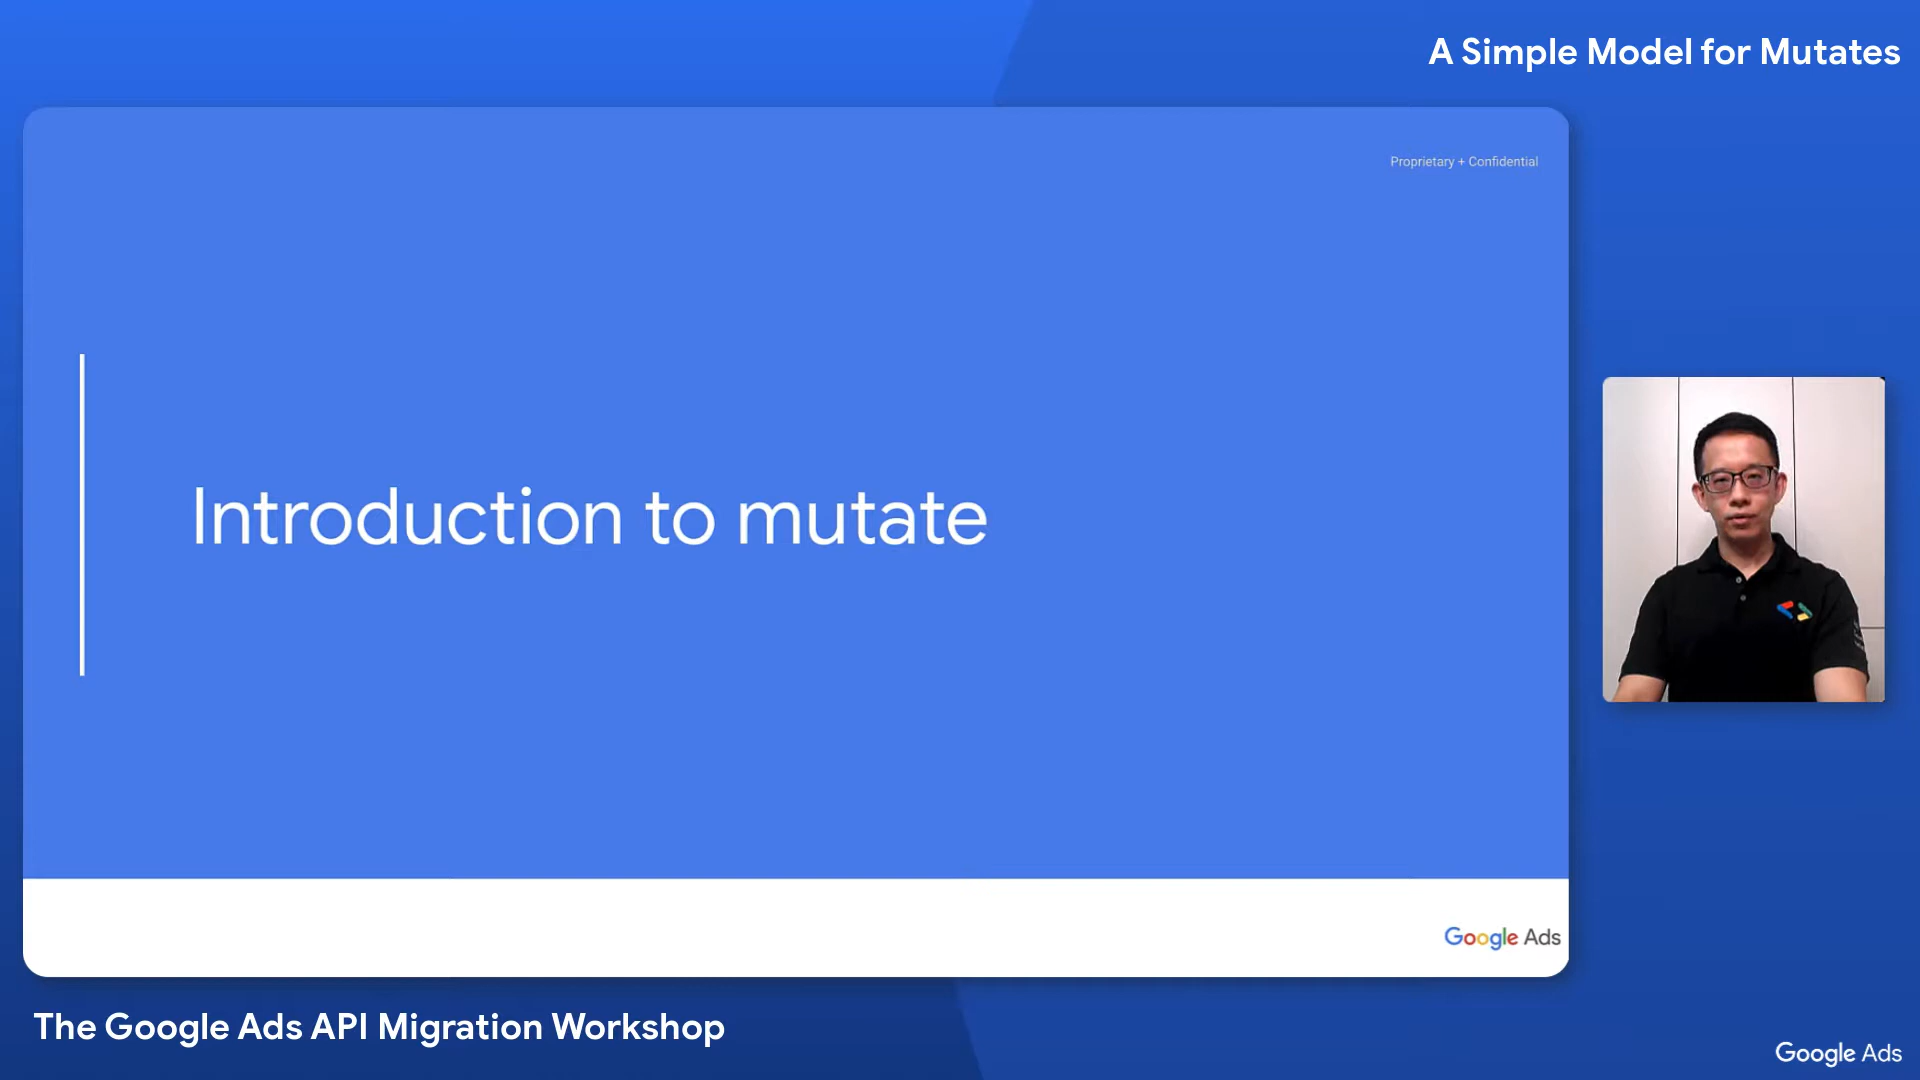 A Simple Model for Mutates
Proprietary + Confidential
Introduction to mutate
Google Ads
The Google Ads API Migration Workshop
Google Ads